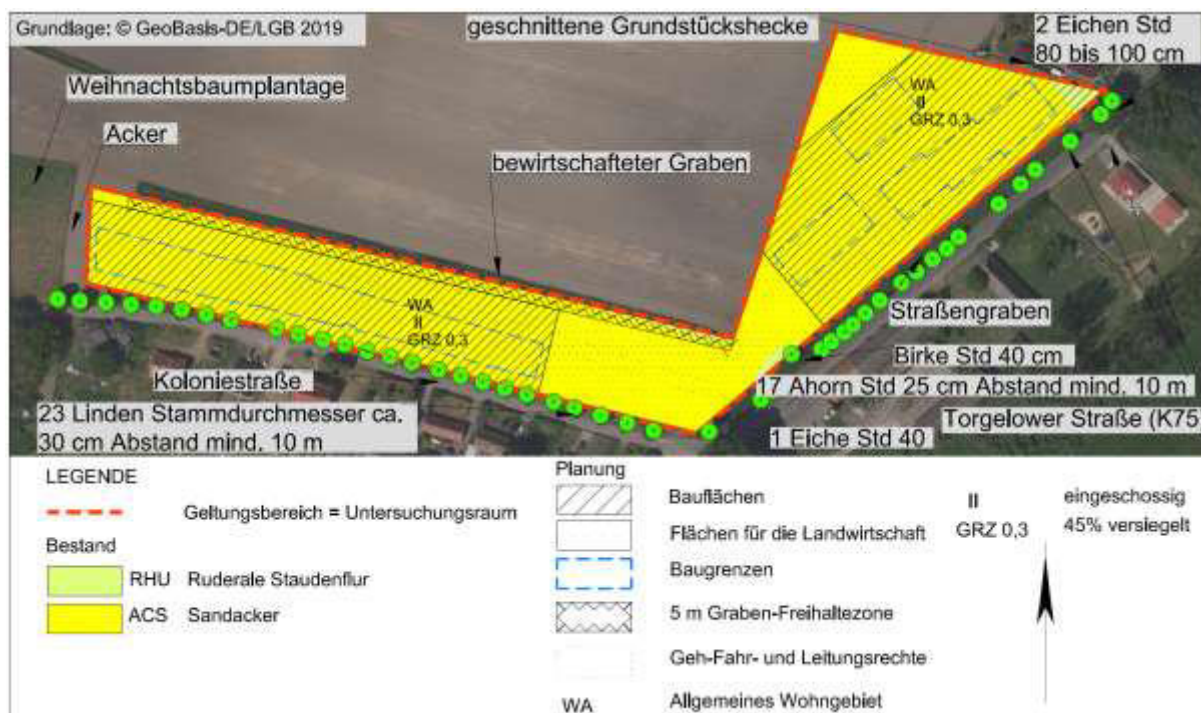 Grundlage: © GeoBasis-DE/LGB 2019
geschnittene Grundstückshecke
2 Eichen Std
80 bis 100 cm
Weihnachtsbaumplantage
Acker
bewirtschafteter Graben
WA
II
GRZ 0,3
WA
II
GRZ 0,3
Straßengraben
Birke Std 40 cm
Koloniestraße
17 Ahorn Std 25 cm Abstand mind. 10 m
23 Linden Stammdurchmesser ca.
30 cm Abstand mind. 10 m
Torgelower Straße (K75
1 Eiche Std 40
LEGENDE
Geltungsbereich = Untersuchungsraum
Bestand
RHU Ruderale Staudenflur
ACS Sandacker
Planung
Bauflächen
Flächen für die Landwirtschaft
Baugrenzen
5 m Graben-Freihaltezone
Geh-Fahr- und Leitungsrechte
WA Allgemeines Wohngebiet
II eingeschossig
GRZ 0,3 45% versiegelt